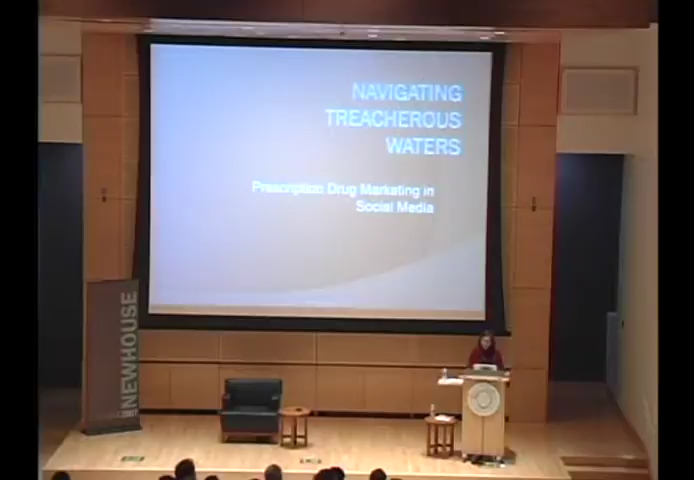 NAVIGATING
TREACHEROUS
WATERS
Prescription Drug Marketing in
Social Media
NEWHOUSE